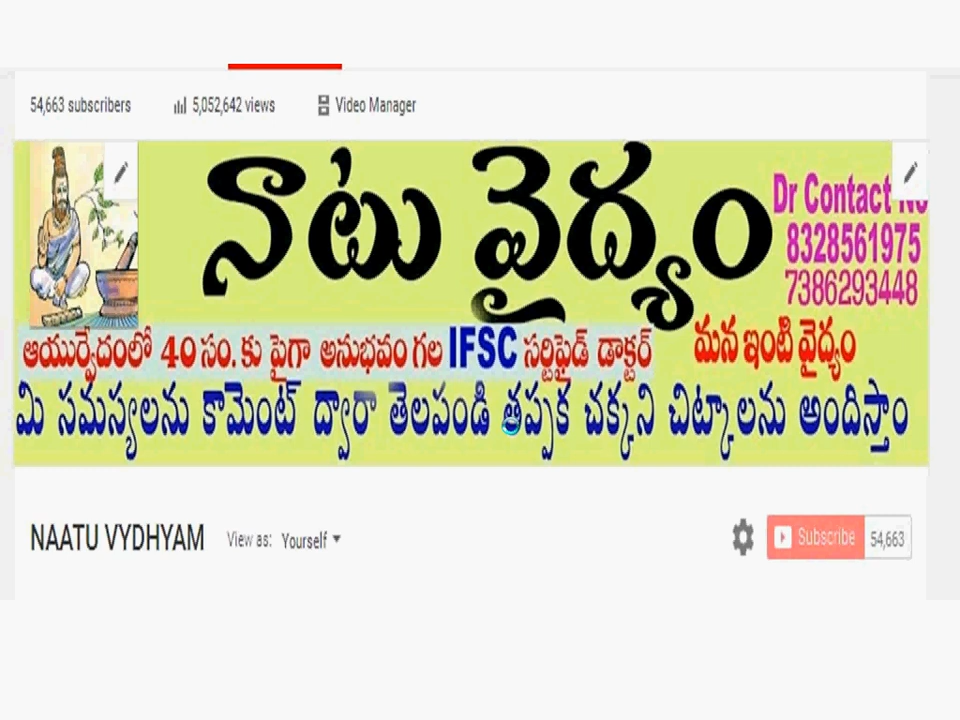 54,663 subscribers 5,052,642 views Video Manager
నాటు వైద్యం
Dr Contact No
8328561975
7386293448
ఆయుర్వేదంలో 40 సం. కు పైగా అనుభవం గల IFSC సర్టిఫైడ్ డాక్టర్ మన ఇంటి వైద్యం
మి సమస్యలను కామెంట్ ద్వారా తెలపండి తప్పక చక్కని చిట్కాలను అందిస్తాం
NAATU VYDHYAM View as: Yourself Subscribe 54,663